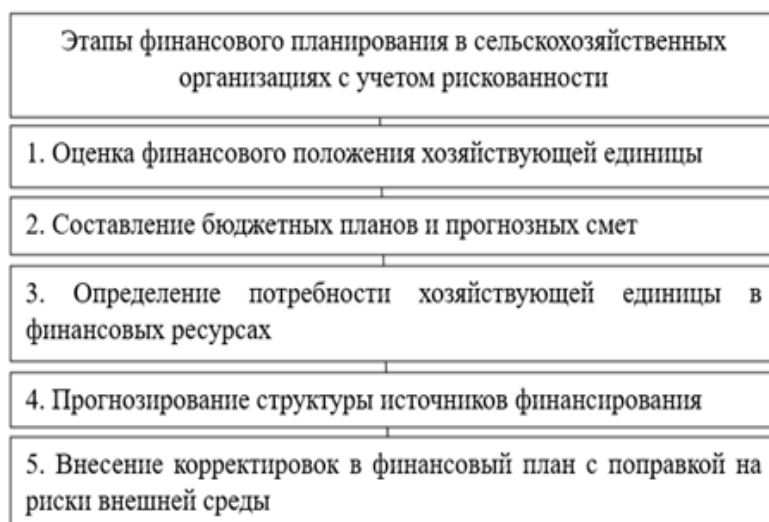 Этапы финансового планирования в сельскохозяйственных
организациях с учетом рискованности
1. Оценка финансового положения хозяйствующей единицы
2. Составление бюджетных планов и прогнозных смет
3. Определение потребности хозяйствующей единицы в
финансовых ресурсах
4. Прогнозирование структуры источников финансирования
5. Внесение корректировок в финансовый план с поправкой на
риски внешней среды